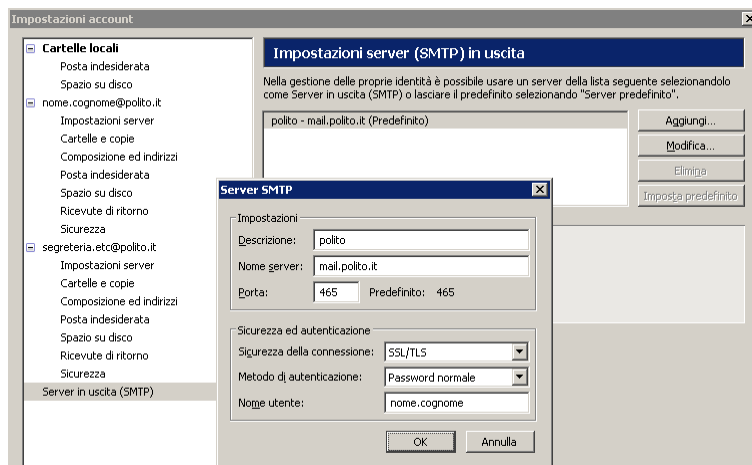 Impostazioni account
Cartelle locali
Posta indesiderata
Spazio su disco
nome.cognome@polito.it
Impostazioni server
Cartelle e copie
Composizione ed indirizzi
Posta indesiderata
Spazio su disco
Ricevute di ritorno
Sicurezza
segreteria.etc@polito.it
Impostazioni server
Cartelle e copie
Composizione ed indirizzi
Posta indesiderata
Spazio su disco
Ricevute di ritorno
Sicurezza
Server in uscita (SMTP)
Impostazioni server (SMTP) in uscita
Nella gestione delle proprie identità è possibile usare un server della lista seguente selezionandolo
come Server in uscita (SMTP) o lasciare il predefinito selezionando "Server predefinito".
polito - mail.polito.it (Predefinito)
Aggiungi...
Modifica...
Elimina
Imposta predefinito
Server SMTP
Impostazioni
Descrizione: polito
Nome server: mail.polito.it
Porta: 465 Predefinito: 465
Sicurezza ed autenticazione
Sicurezza della connessione: SSL/TLS
Metodo di autenticazione: Password normale
Nome utente: nome.cognome
OK Annulla